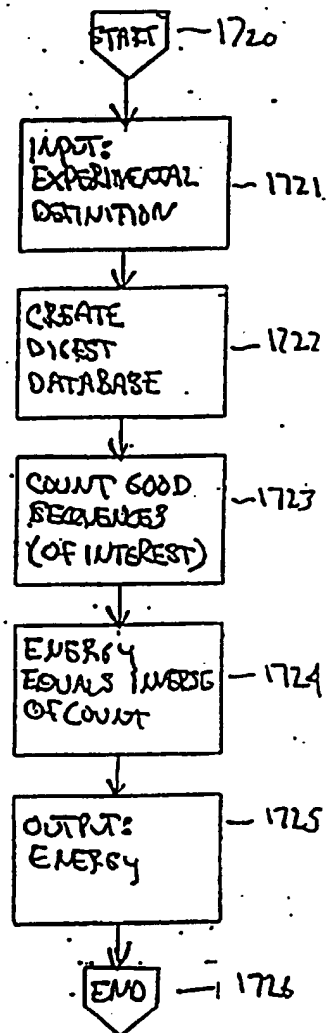 START 1720
INPUT:
EXPERIMENTAL
DEFINITION
1721
CREATE
DIGEST
DATABASE
1722
COUNT GOOD
SEQUENCES
(OF INTEREST)
1723
ENERGY
EQUALS INVERSE
OF COUNT
1724
OUTPUT:
ENERGY
1725
END 1726